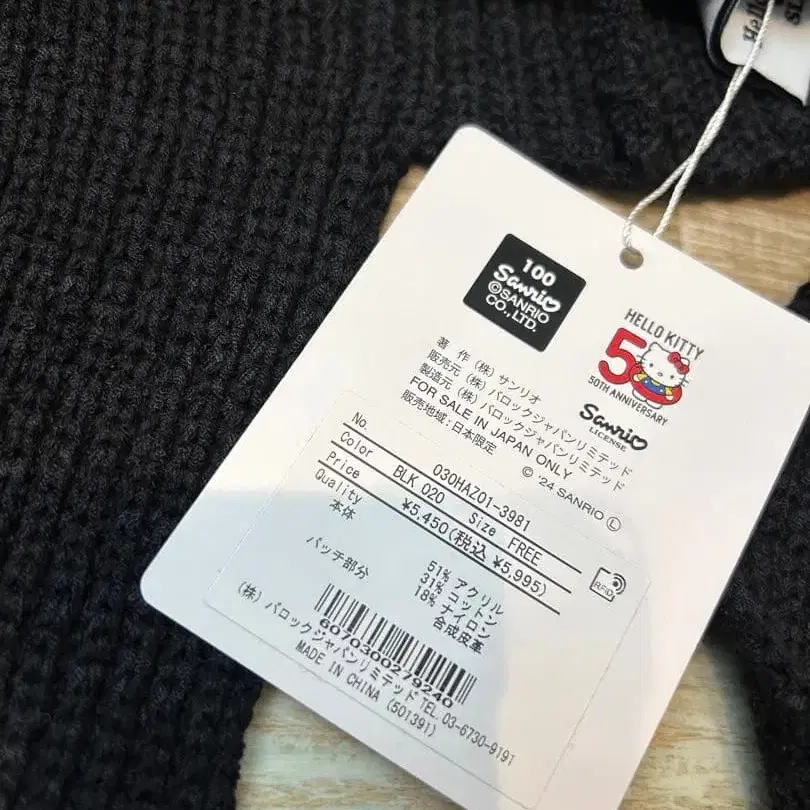 100
Sanrio
©SANRIO
CO.,LTD.
HELLO KITTY
50
50TH ANNIVERSARY
Sanrio
LICENSE
著 作 (株) サンリオ
販売元 (株) バロックジャパンリミテッド
製造元 (株) バロックジャパンリミテッド
FOR SALE IN JAPAN ONLY
販売地域:日本限定
© '24 SANRIO Ⓛ
No. 030HAZ01-3981
Color BLK 020 Size FREE
Price ¥5,450(税込 ¥5,995)
Quality
本体 51% アクリル
31% コットン
18% ナイロン
パッチ部分 合成皮革
RFID
6070300279240
(株) バロックジャパンリミテッド TEL. 03-6730-9191
MADE IN CHINA (501391)